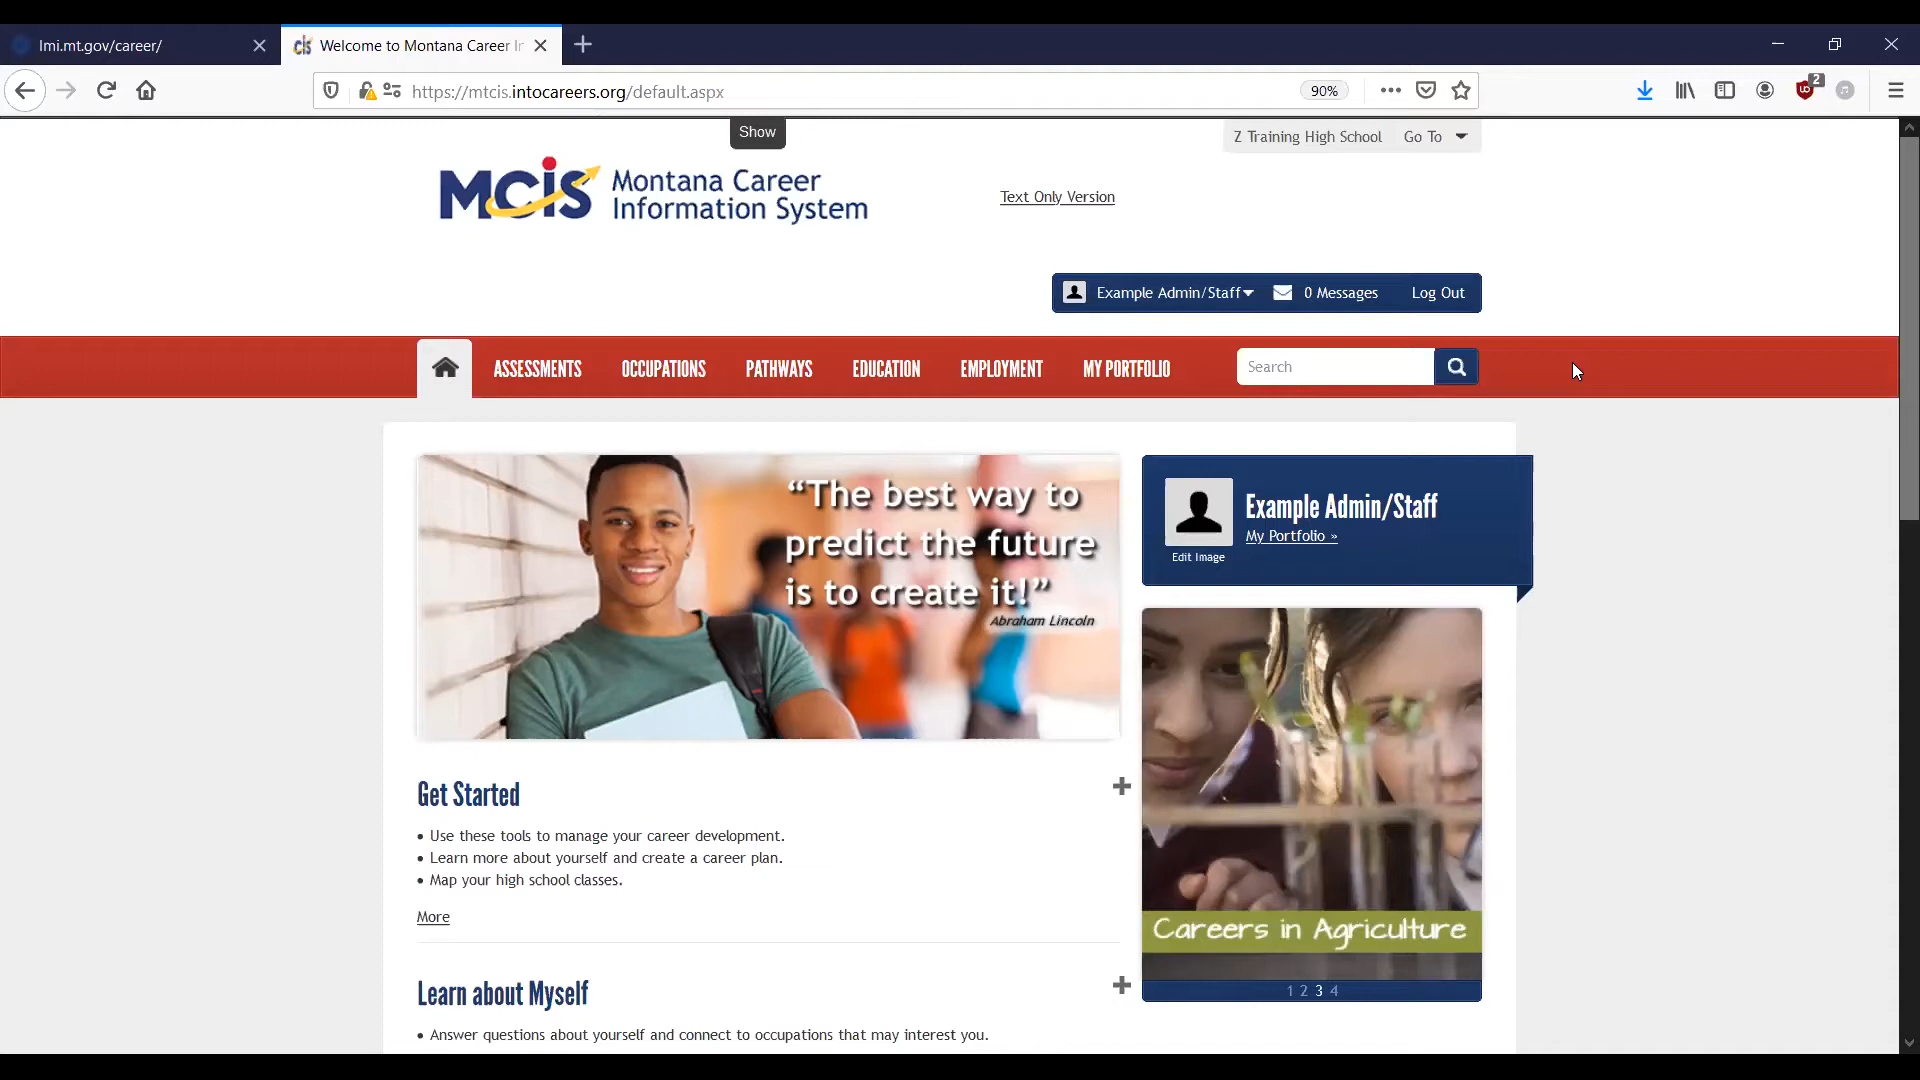 lmi.mt.gov/career/
Welcome to Montana Career Ir
https://mtcis.intocareers.org/default.aspx
90%
2
Show
Z Training High School Go To
MCIS Montana Career
Information System
Text Only Version
Example Admin/Staff 0 Messages Log Out
ASSESSMENTS OCCUPATIONS PATHWAYS EDUCATION EMPLOYMENT MY PORTFOLIO Search
“The best way to
predict the future
is to create it!”
Abraham Lincoln
Example Admin/Staff
My Portfolio »
Edit Image
Get Started
• Use these tools to manage your career development.
• Learn more about yourself and create a career plan.
• Map your high school classes.
More
Careers in Agriculture
1 2 3 4
Learn about Myself
• Answer questions about yourself and connect to occupations that may interest you.